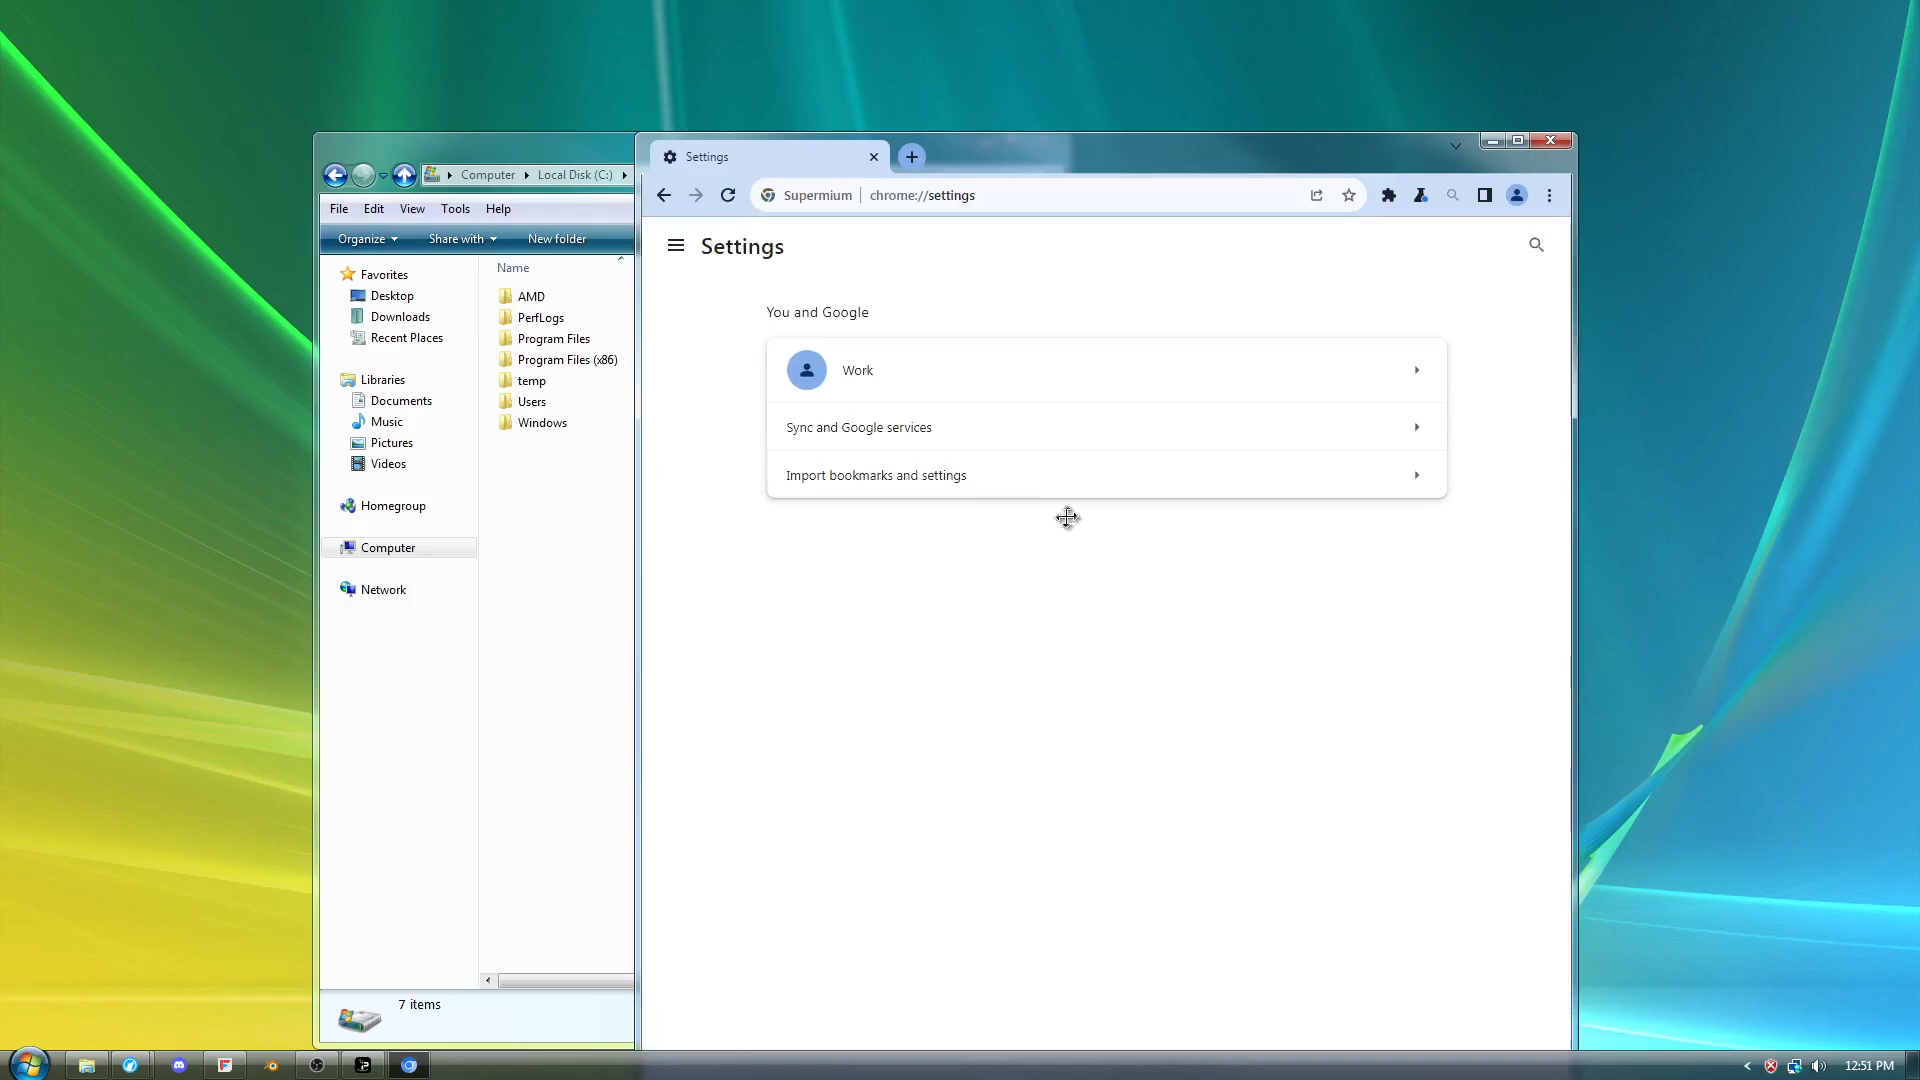 Computer
Local Disk (C:)
File
Edit
View
Tools
Help
Organize
Share with
New folder
Favorites
Desktop
Downloads
Recent Places
Libraries
Documents
Music
Pictures
Videos
Homegroup
Computer
Network
Name
AMD
PerfLogs
Program Files
Program Files (x86)
temp
Users
Windows
7 items
Settings
Supermium
chrome://settings
Settings
You and Google
Work
Sync and Google services
Import bookmarks and settings
12:51 PM